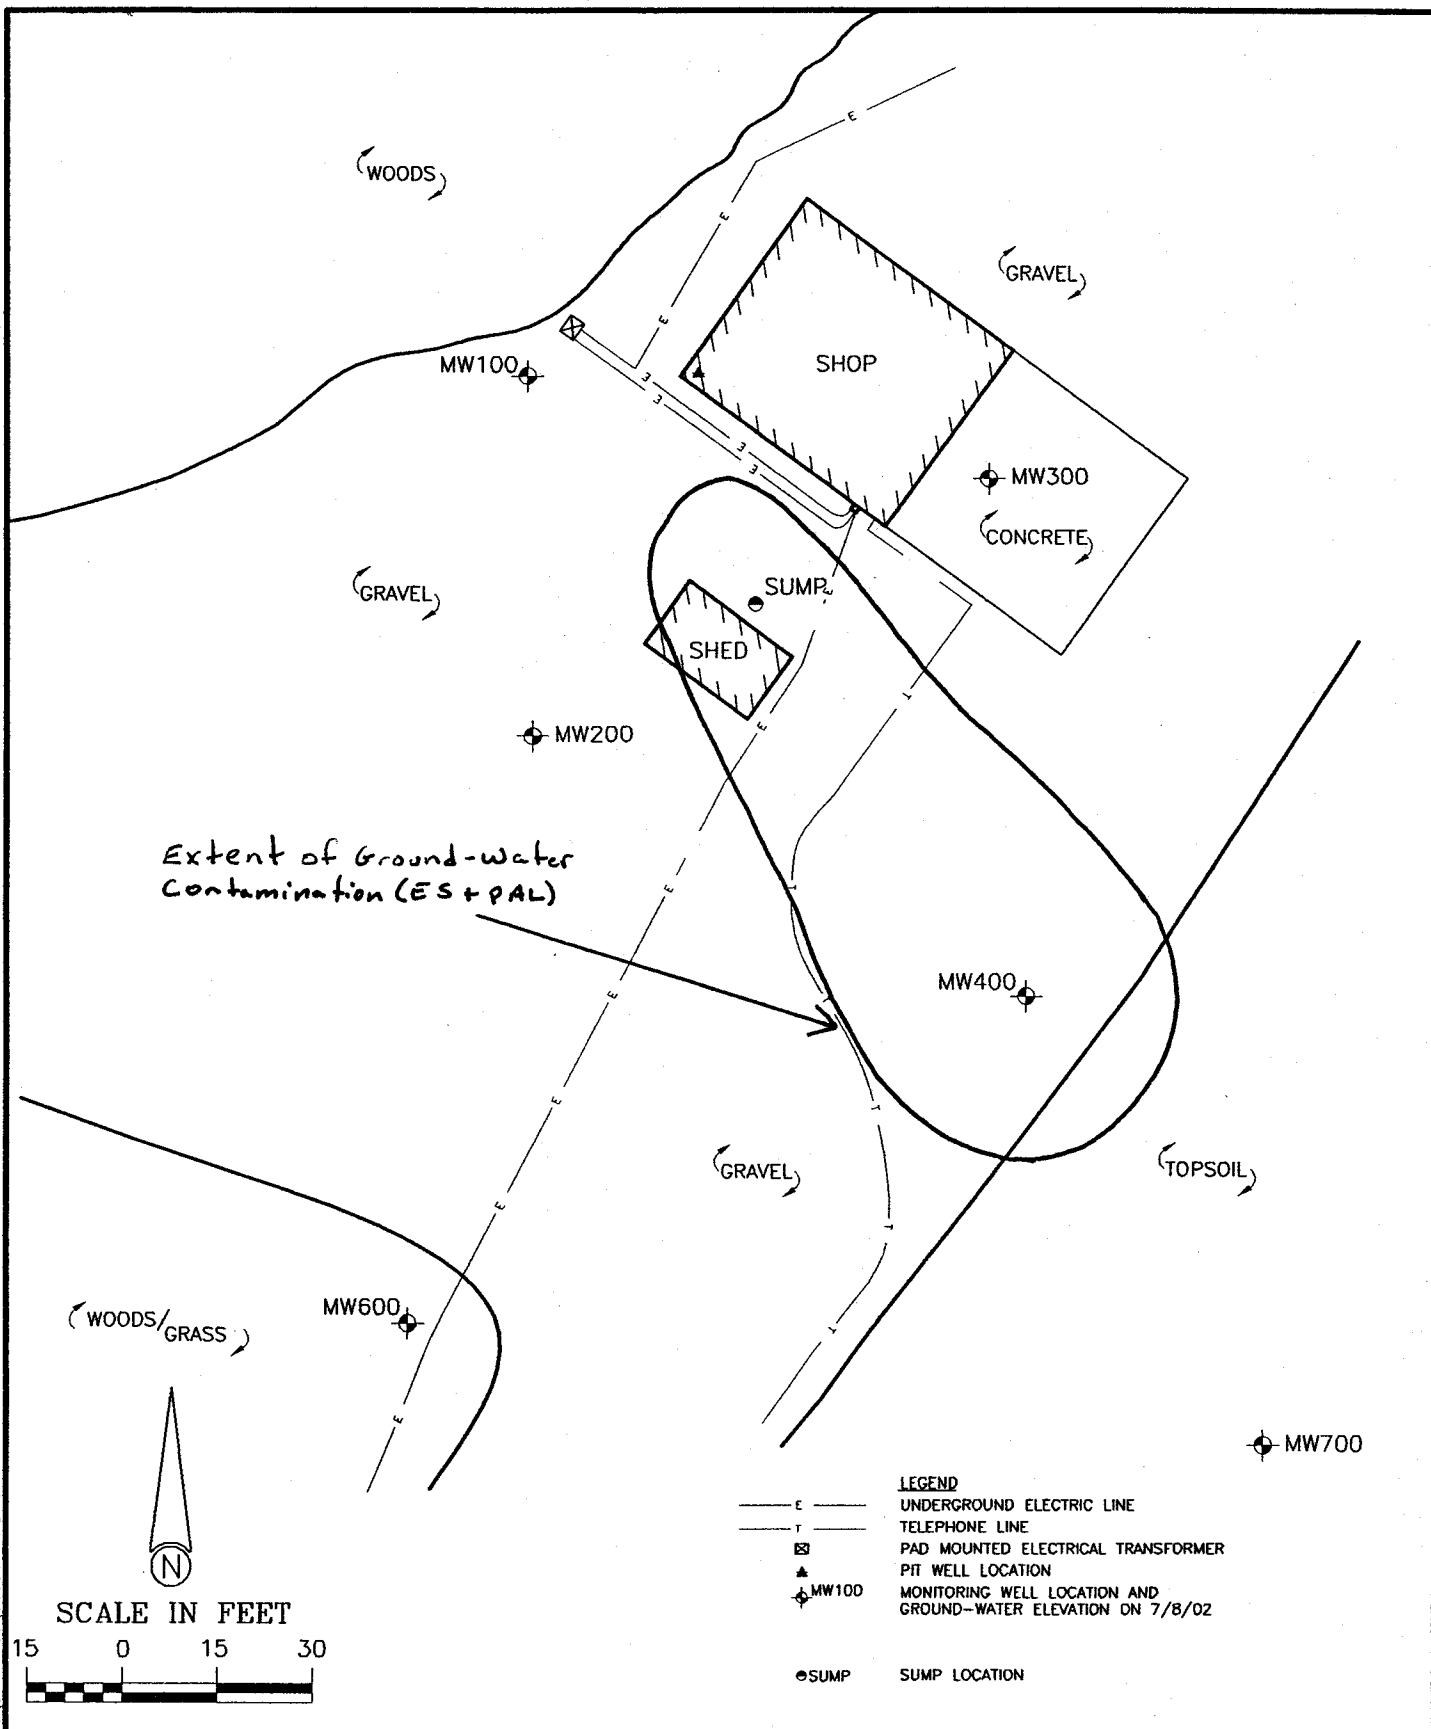 WOODS
E
E
E
GRAVEL
SHOP
MW100
E
E
E
E
MW300
CONCRETE
GRAVEL
SUMP
E
SHED
T
E
MW200
Extent of Ground-water
Contamination (ES + PAL)
E
T
MW400
E
T
E
T
GRAVEL
TOPSOIL
E
T
MW600
WOODS/
GRASS
T
E
MW700
N
SCALE IN FEET
15 0 15 30
LEGEND
E UNDERGROUND ELECTRIC LINE
T TELEPHONE LINE
PAD MOUNTED ELECTRICAL TRANSFORMER
PIT WELL LOCATION
MW100 MONITORING WELL LOCATION AND
GROUND-WATER ELEVATION ON 7/8/02
SUMP SUMP LOCATION